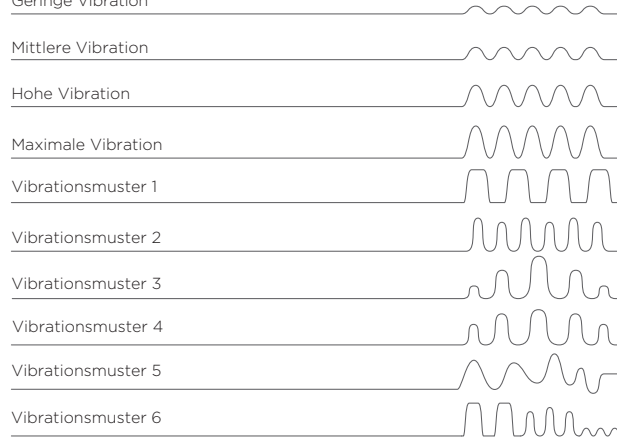 Geringe Vibration
Mittlere Vibration
Hohe Vibration
Maximale Vibration
Vibrationsmuster 1
Vibrationsmuster 2
Vibrationsmuster 3
Vibrationsmuster 4
Vibrationsmuster 5
Vibrationsmuster 6